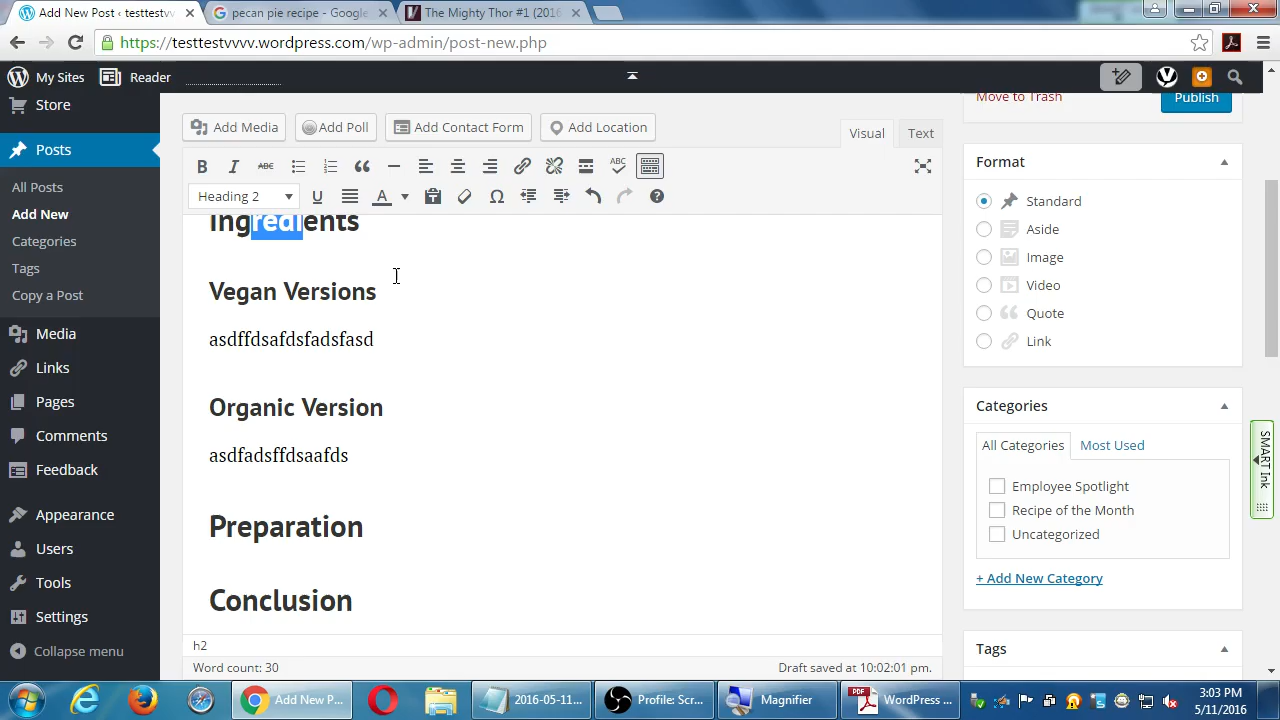 Posts ‹ testtestvv
pecan pie recipe - Google
The Mighty Thor #1 (2016
https://testtestvvvv.wordpress.com/wp-admin/post-new.php
My Sites
Reader
Store
Posts
All Posts
Add New
Categories
Tags
Copy a Post
Media
Links
Pages
Comments
Feedback
Appearance
Users
Tools
Settings
Collapse menu
Add Media
Add Poll
Add Contact Form
Add Location
Visual
Text
B
I
ABC
ABC
Heading 2
U
A
Ω
Ingredients
Vegan Versions
asdffdsafdsfadsfasd
Organic Version
asdfadsffdsaafds
Preparation
Conclusion
h2
Word count: 30
Draft saved at 10:02:01 pm.
Move to Trash
Publish
Format
Standard
Aside
Image
Video
Quote
Link
Categories
All Categories
Most Used
Employee Spotlight
Recipe of the Month
Uncategorized
+ Add New Category
Tags
SMART Ink
Add New P...
2016-05-11...
Profile: Scr...
Magnifier
PDF
WordPress ...
3:03 PM
5/11/2016